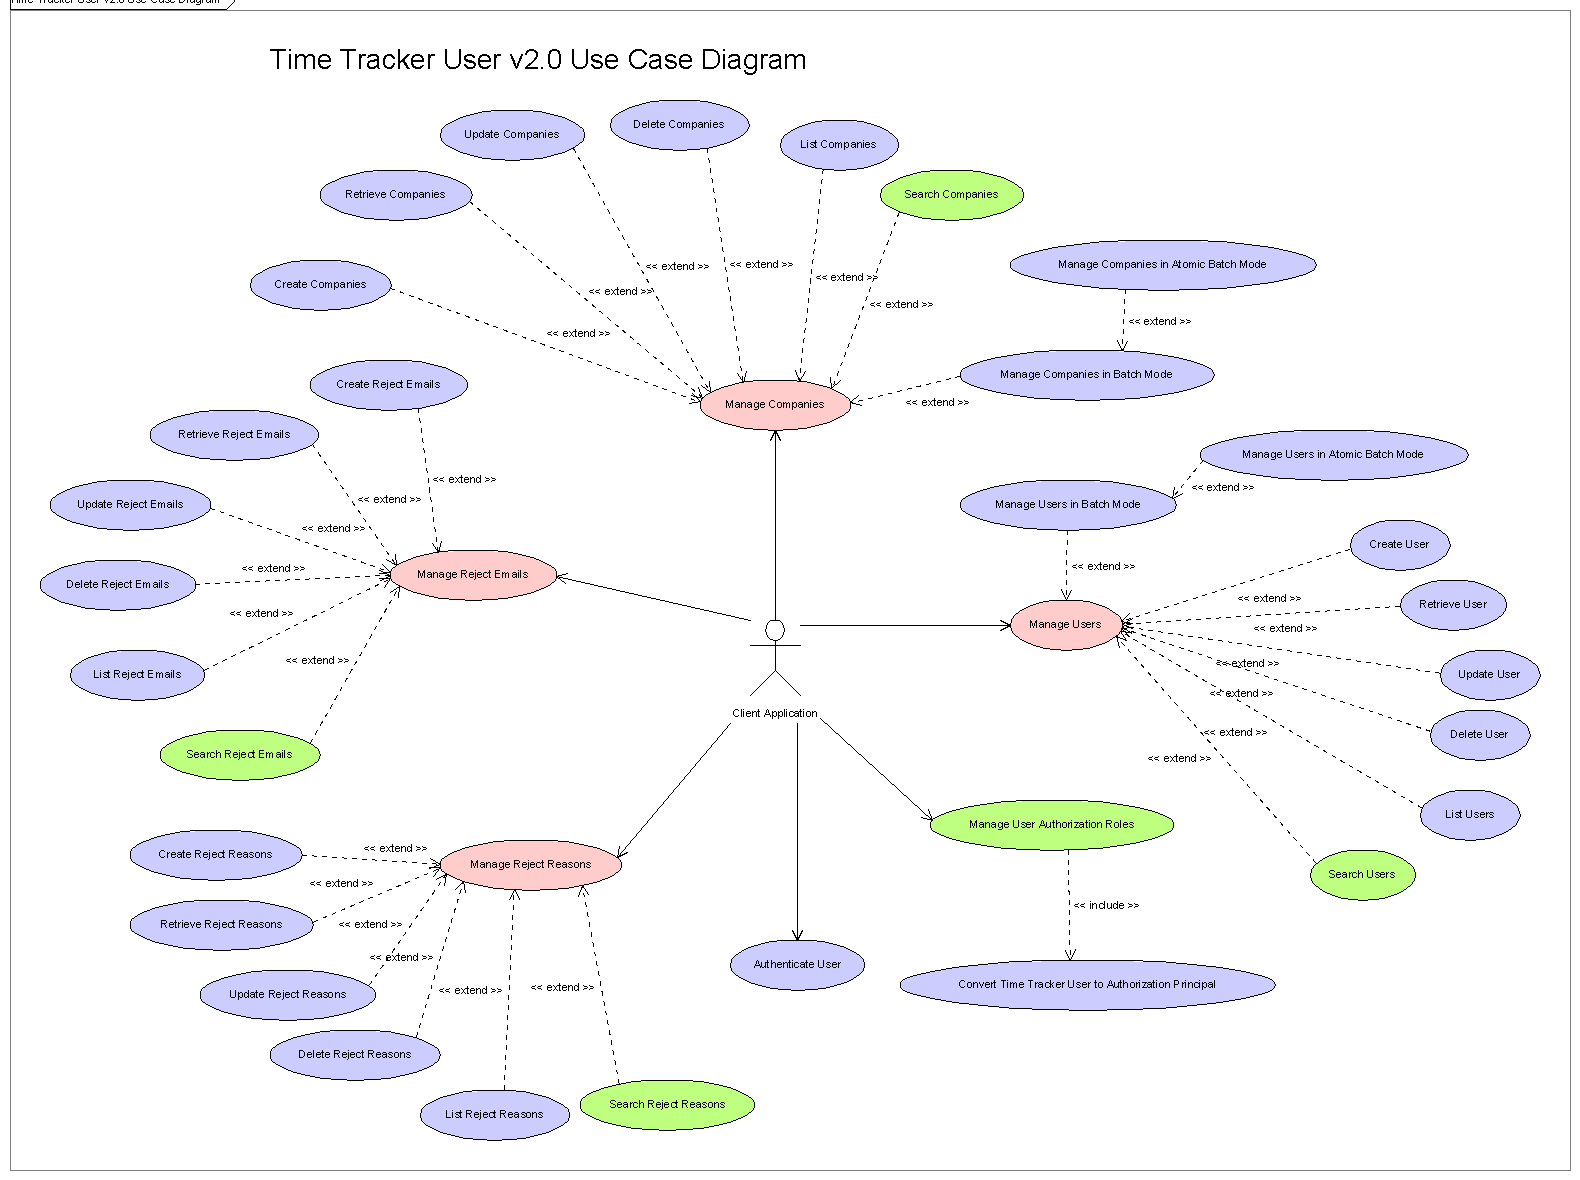 Time Tracker User v2.0 Use Case Diagram
Time Tracker User v2.0 Use Case Diagram
Update Companies
Delete Companies
List Companies
Retrieve Companies
Search Companies
Create Companies
Manage Companies in Atomic Batch Mode
<< extend >>
<< extend >>
<< extend >>
<< extend >>
<< extend >>
<< extend >>
<< extend >>
Manage Companies in Batch Mode
<< extend >>
Manage Companies
Create Reject Emails
Retrieve Reject Emails
Update Reject Emails
Delete Reject Emails
List Reject Emails
Search Reject Emails
<< extend >>
<< extend >>
<< extend >>
<< extend >>
<< extend >>
<< extend >>
Manage Reject Emails
Manage Users in Atomic Batch Mode
<< extend >>
Manage Users in Batch Mode
<< extend >>
Manage Users
Create User
Retrieve User
Update User
Delete User
List Users
Search Users
<< extend >>
<< extend >>
<< extend >>
<< extend >>
<< extend >>
<< extend >>
Client Application
Create Reject Reasons
Retrieve Reject Reasons
Update Reject Reasons
Delete Reject Reasons
List Reject Reasons
Search Reject Reasons
<< extend >>
<< extend >>
<< extend >>
<< extend >>
<< extend >>
<< extend >>
Manage Reject Reasons
Authenticate User
Manage User Authorization Roles
<< include >>
Convert Time Tracker User to Authorization Principal